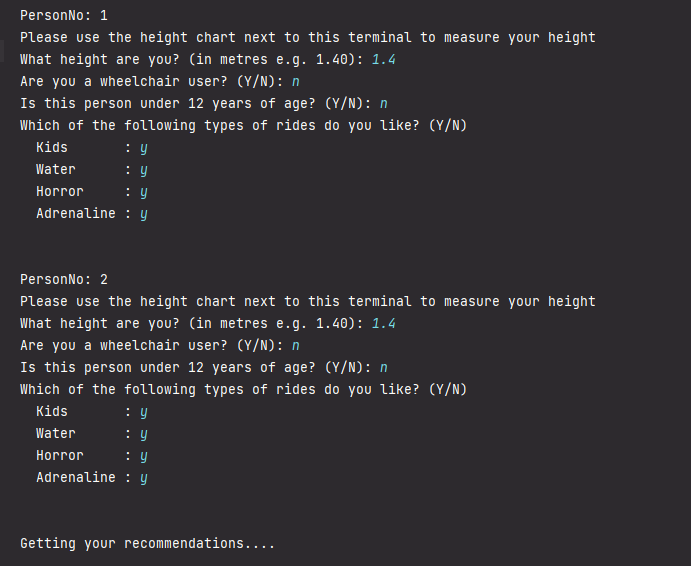 PersonNo: 1
Please use the height chart next to this terminal to measure your height
What height are you? (in metres e.g. 1.40): 1.4
Are you a wheelchair user? (Y/N): n
Is this person under 12 years of age? (Y/N): n
Which of the following types of rides do you like? (Y/N)
  Kids       : y
  Water      : y
  Horror     : y
  Adrenaline : y
PersonNo: 2
Please use the height chart next to this terminal to measure your height
What height are you? (in metres e.g. 1.40): 1.4
Are you a wheelchair user? (Y/N): n
Is this person under 12 years of age? (Y/N): n
Which of the following types of rides do you like? (Y/N)
  Kids       : y
  Water      : y
  Horror     : y
  Adrenaline : y
Getting your recommendations....